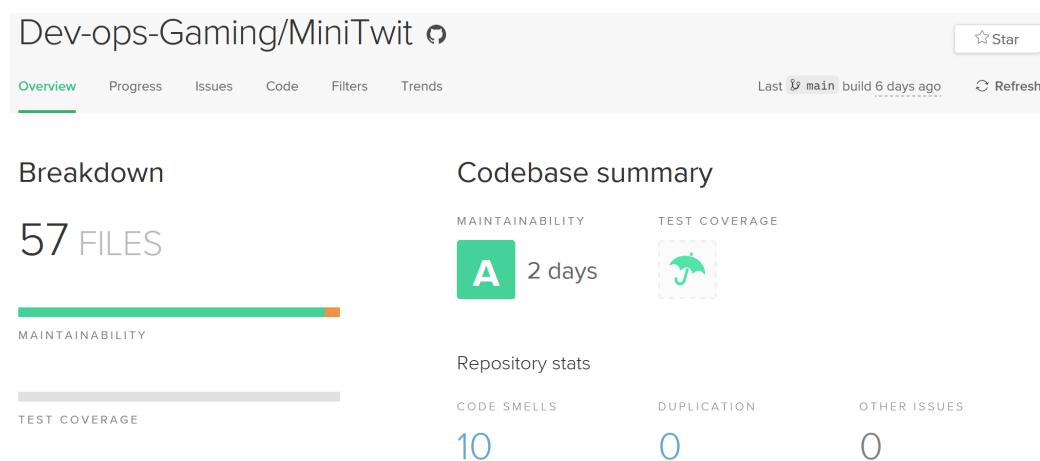 Dev-ops-Gaming/MiniTwit
Star
Overview Progress Issues Code Filters Trends
Last main build 6 days ago Refresh
Breakdown
57 FILES
MAINTAINABILITY
TEST COVERAGE
Codebase summary
MAINTAINABILITY TEST COVERAGE
A 2 days
Repository stats
CODE SMELLS DUPLICATION OTHER ISSUES
10 0 0